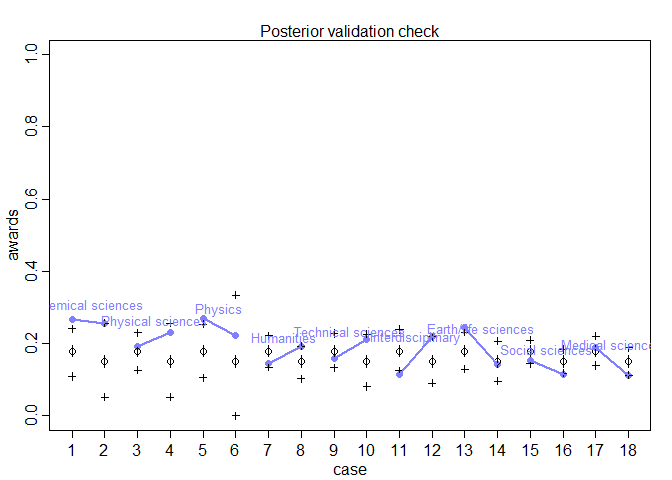 Posterior validation check
awards
1.0
0.8
0.6
0.4
0.2
0.0
emical sciences
Physical sciences
Physics
Humanities
Technical sciences
Interdisciplinary
Earth/life sciences
Social sciences
Medical science
1 2 3 4 5 6 7 8 9 10 11 12 13 14 15 16 17 18
case